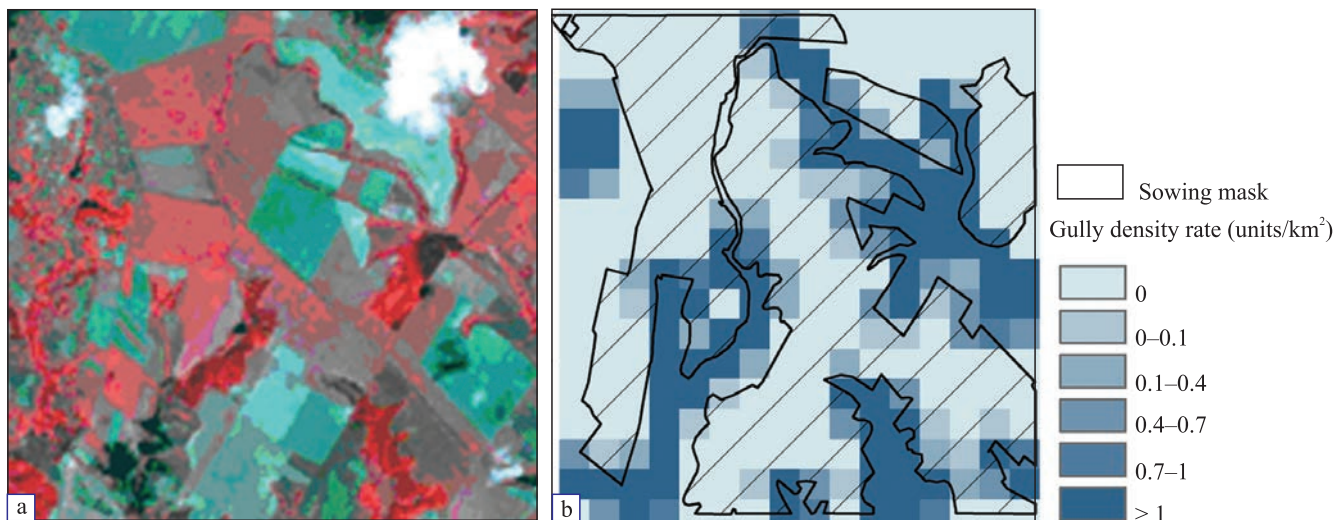 a
b
Sowing mask
Gully density rate (units/km²)
0
0–0.1
0.1–0.4
0.4–0.7
0.7–1
> 1